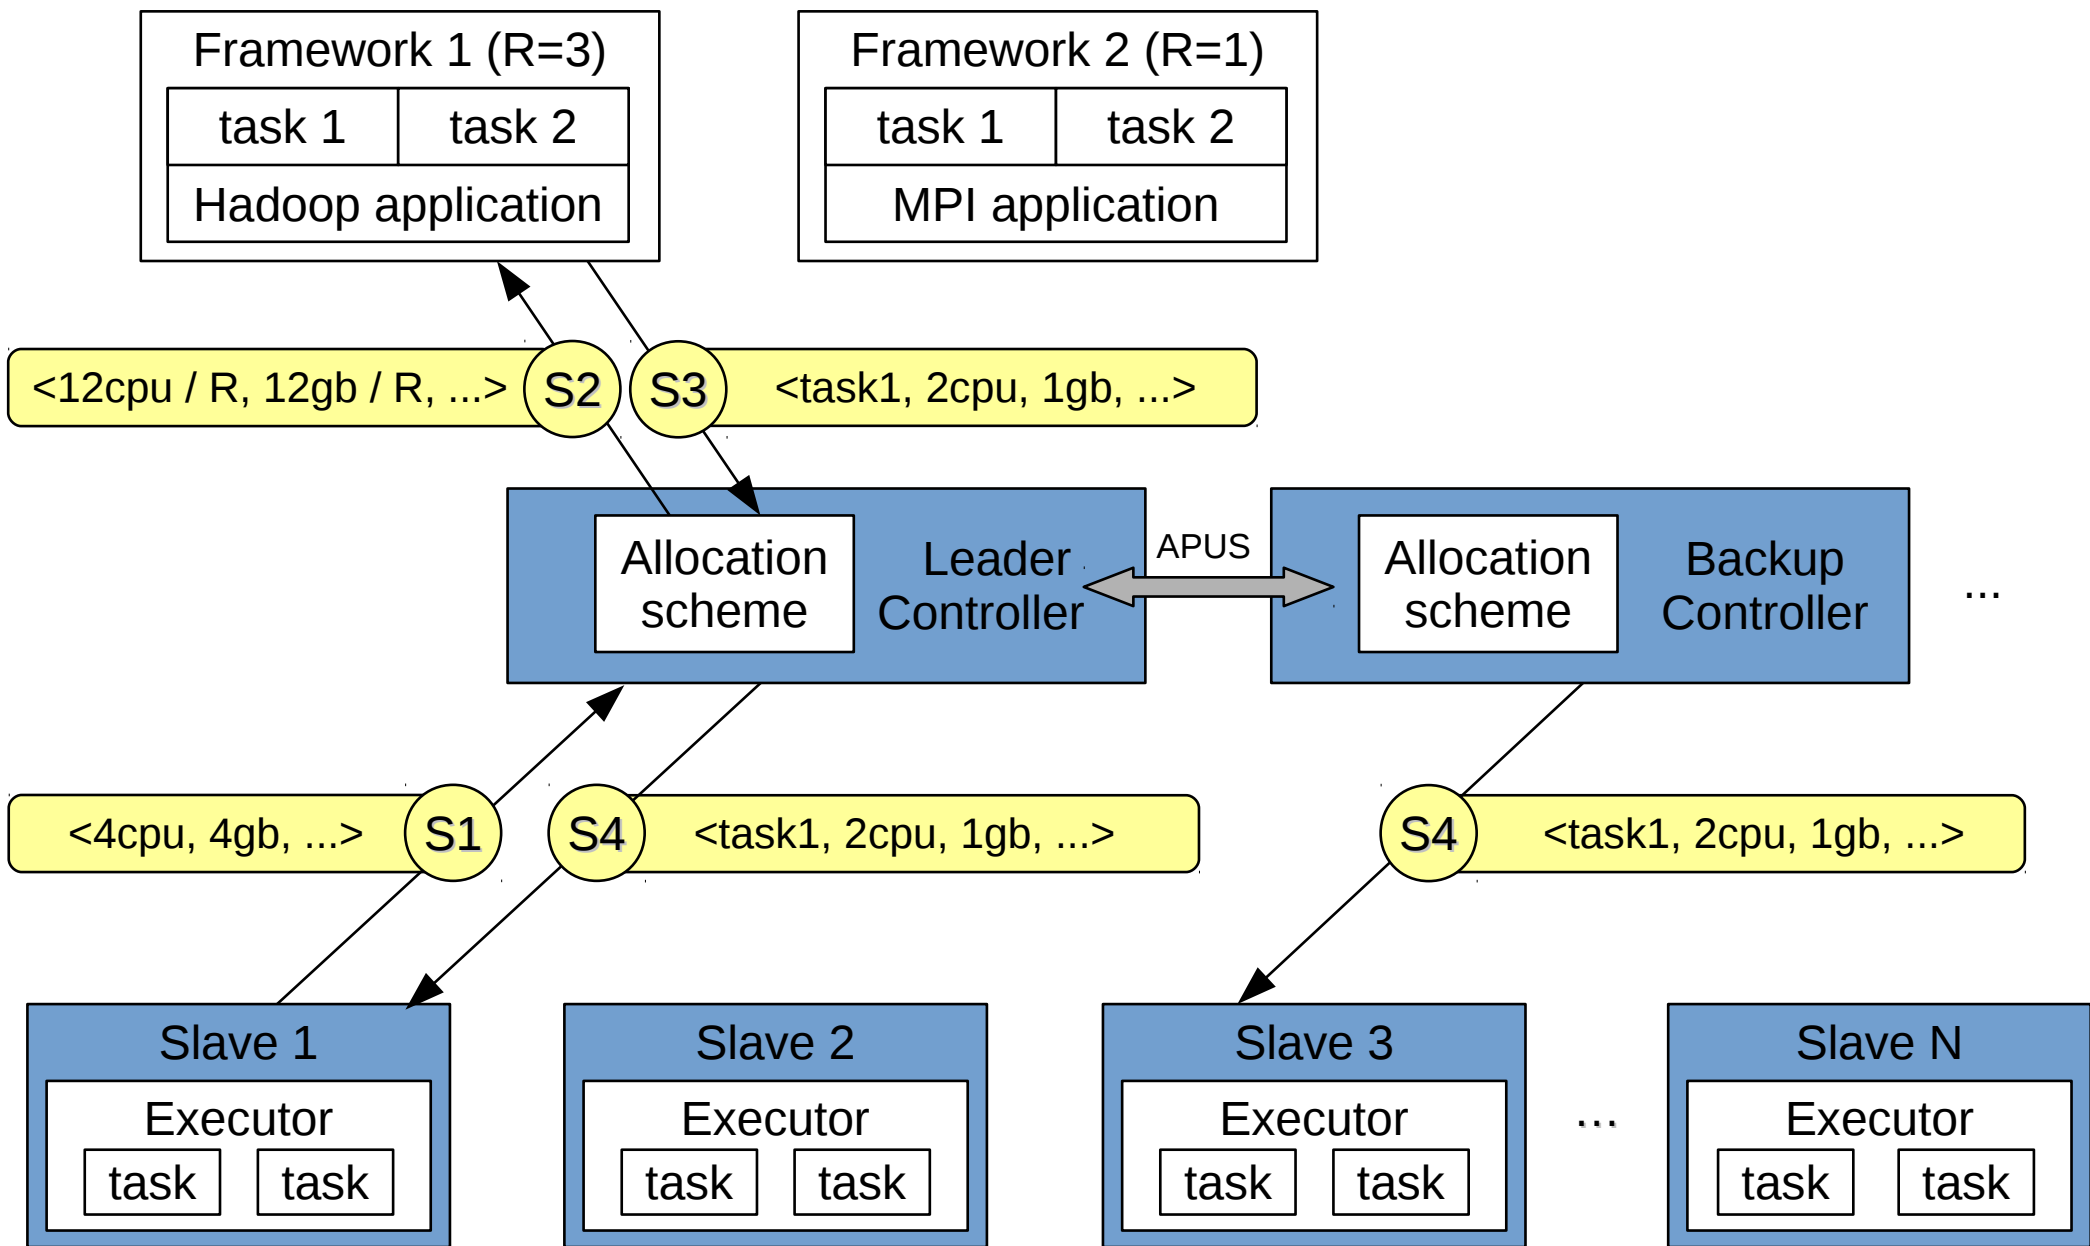 Framework 1 (R=3)
task 1
task 2
Hadoop application
Framework 2 (R=1)
task 1
task 2
MPI application
<12cpu / R, 12gb / R, ...>
S2
S3
<task1, 2cpu, 1gb, ...>
Allocation
scheme
Leader
Controller
APUS
Allocation
scheme
Backup
Controller
...
<4cpu, 4gb, ...>
S1
S4
<task1, 2cpu, 1gb, ...>
S4
<task1, 2cpu, 1gb, ...>
Slave 1
Executor
task
task
Slave 2
Executor
task
task
Slave 3
Executor
task
task
...
Slave N
Executor
task
task